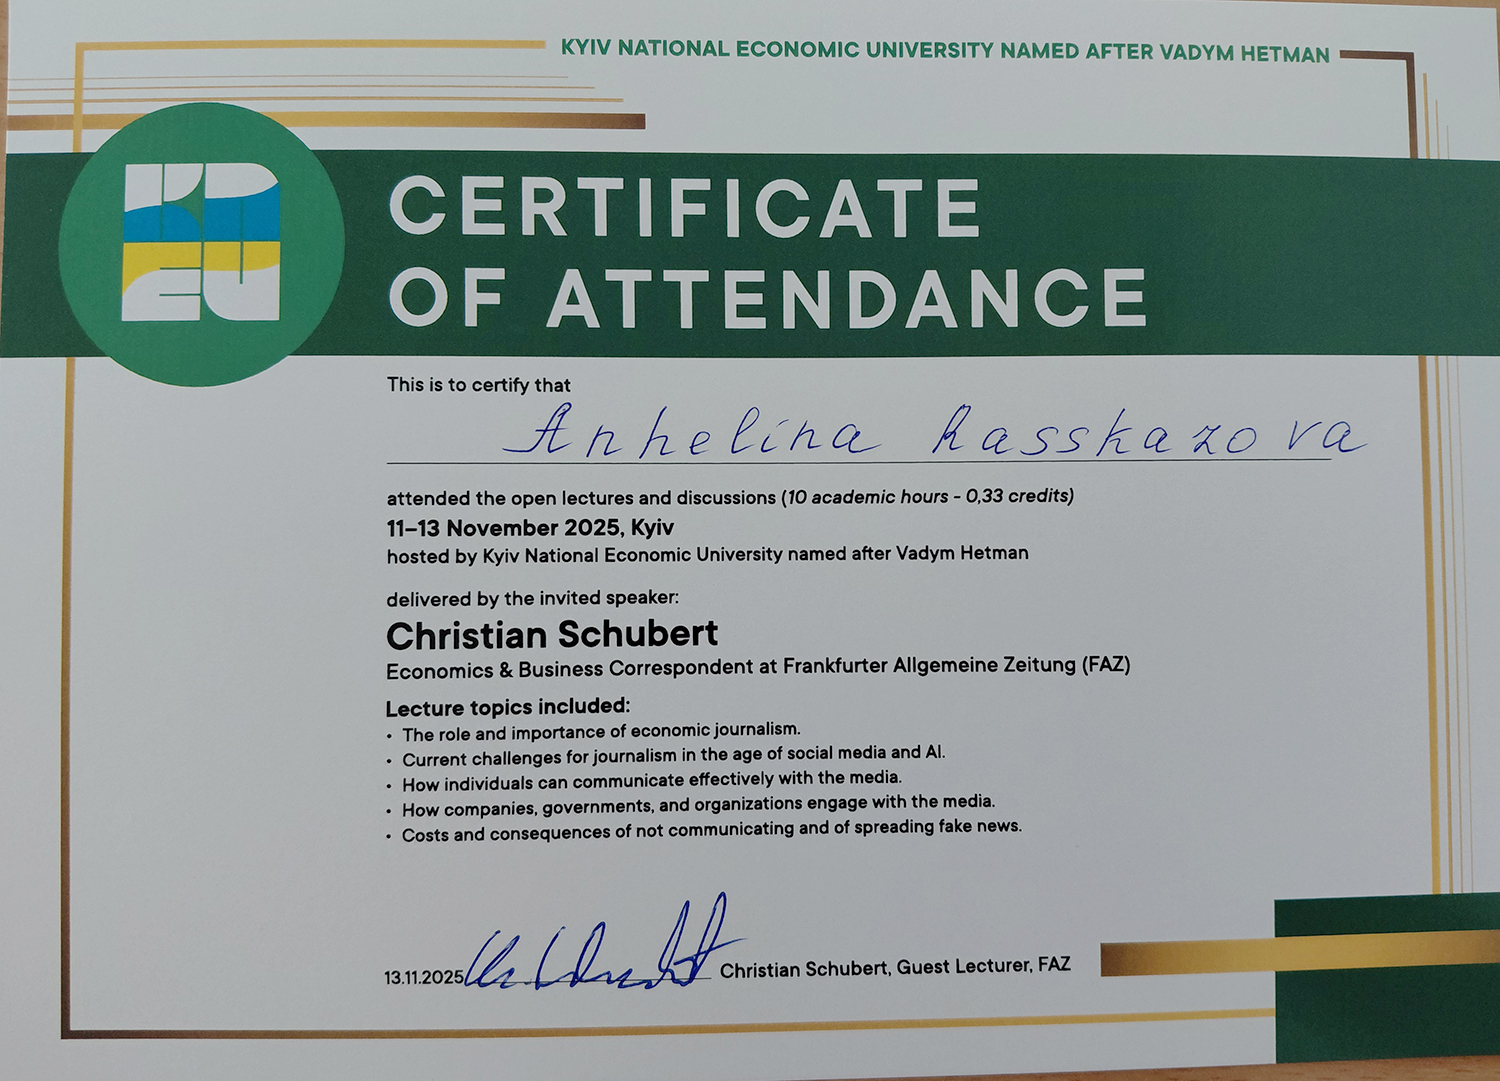 KYIV NATIONAL ECONOMIC UNIVERSITY NAMED AFTER VADYM HETMAN
KNEU
CERTIFICATE
OF ATTENDANCE
This is to certify that
Anhelina Rasskazova
attended the open lectures and discussions (10 academic hours - 0,33 credits)
11–13 November 2025, Kyiv
hosted by Kyiv National Economic University named after Vadym Hetman
delivered by the invited speaker:
Christian Schubert
Economics & Business Correspondent at Frankfurter Allgemeine Zeitung (FAZ)
Lecture topics included:
• The role and importance of economic journalism.
• Current challenges for journalism in the age of social media and AI.
• How individuals can communicate effectively with the media.
• How companies, governments, and organizations engage with the media.
• Costs and consequences of not communicating and of spreading fake news.
13.11.2025 Christian Schubert, Guest Lecturer, FAZ